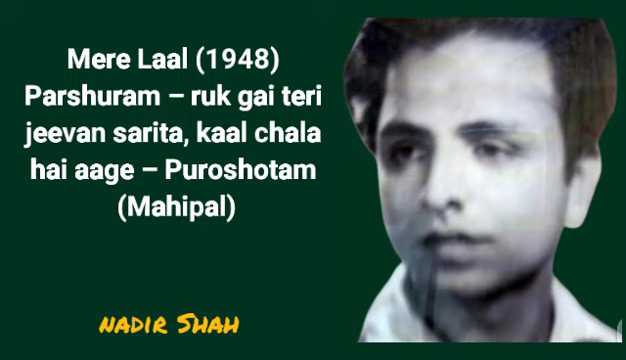 Mere Laal (1948)
Parshuram – ruk gai teri
jeevan sarita, kaal chala
hai aage – Puroshotam
(Mahipal)
NADIR SHAH